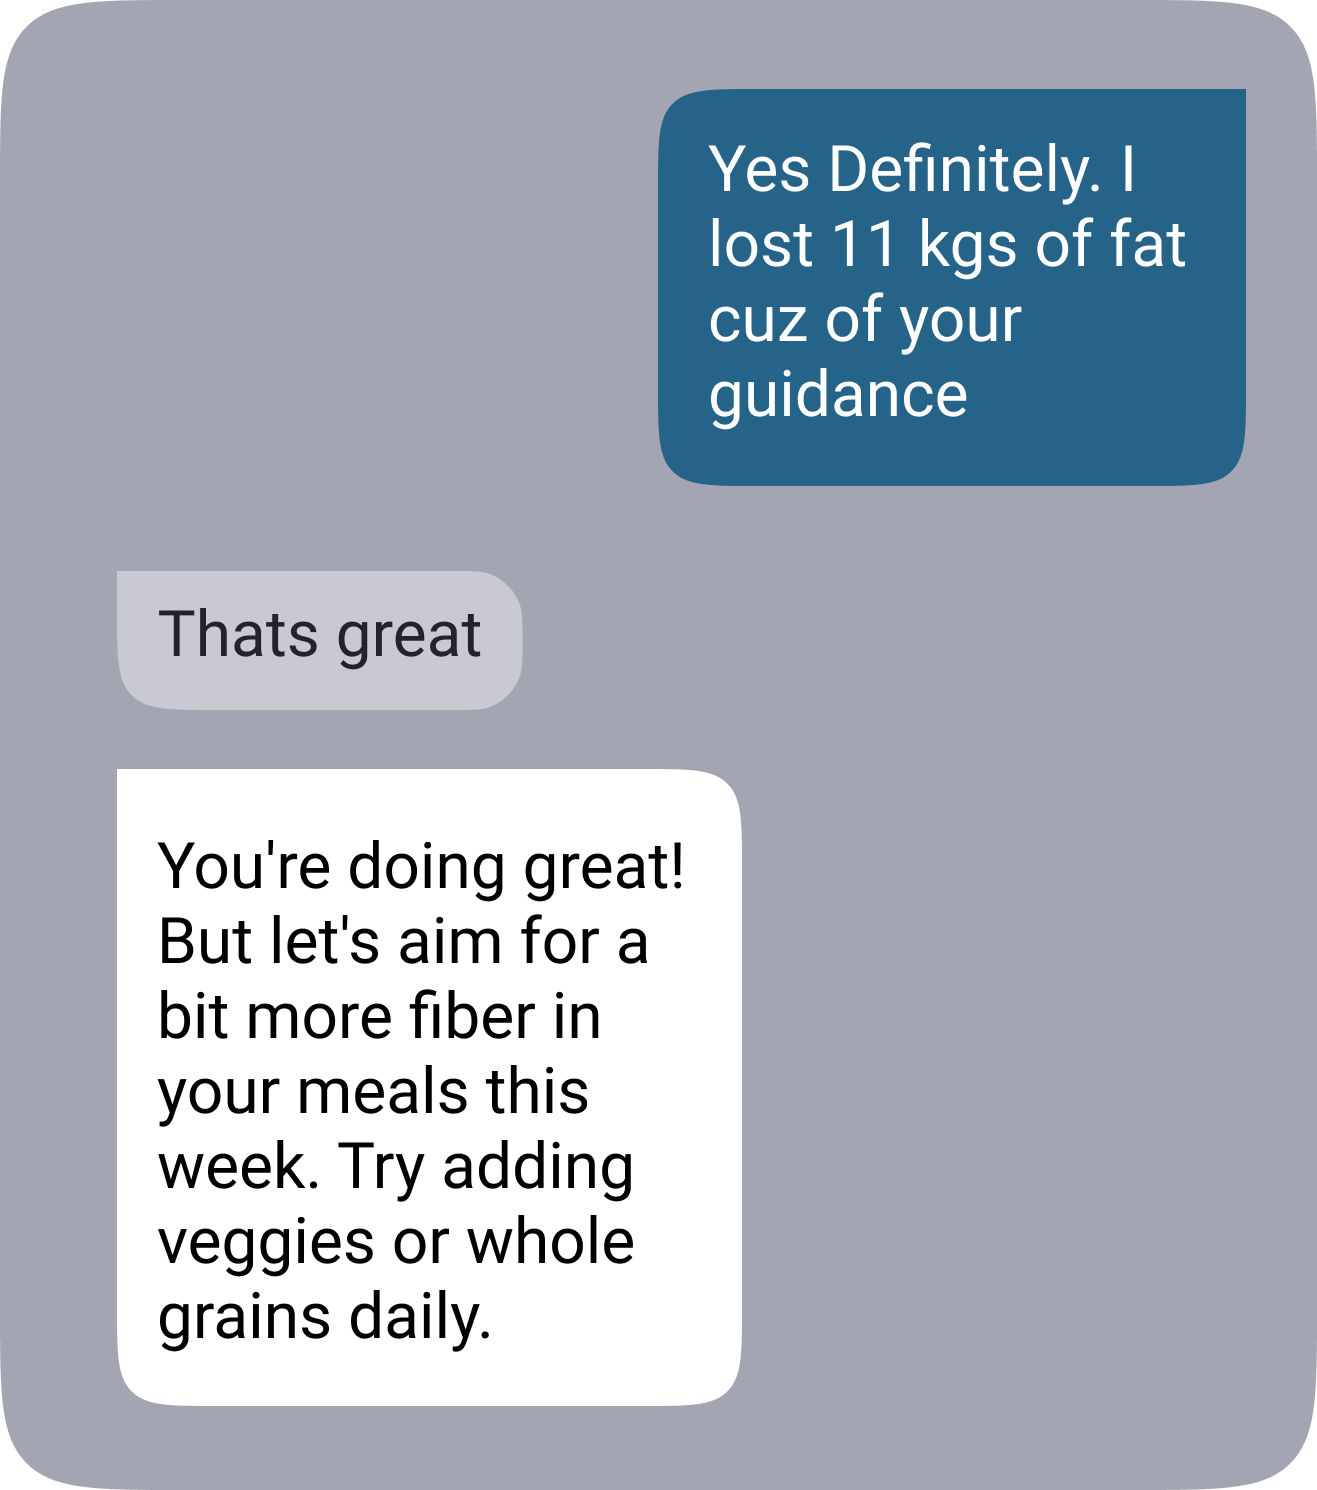 Yes Definitely. I
lost 11 kgs of fat
cuz of your
guidance
Thats great
You're doing great!
But let's aim for a
bit more fiber in
your meals this
week. Try adding
veggies or whole
grains daily.